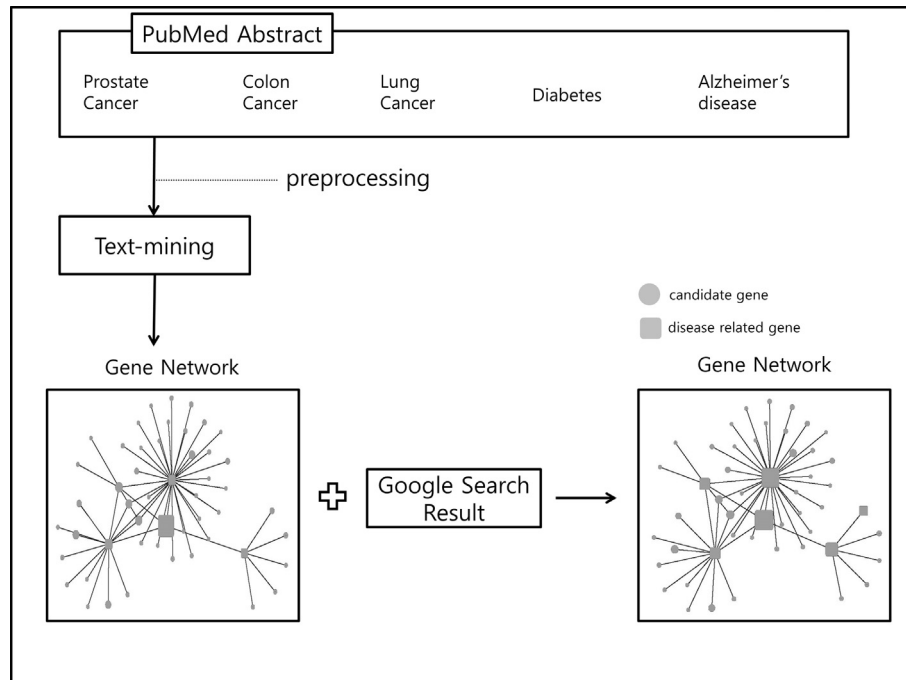 PubMed Abstract
Prostate
Cancer
Colon
Cancer
Lung
Cancer
Diabetes
Alzheimer's
disease
preprocessing
Text-mining
candidate gene
disease related gene
Gene Network
Gene Network
Google Search
Result